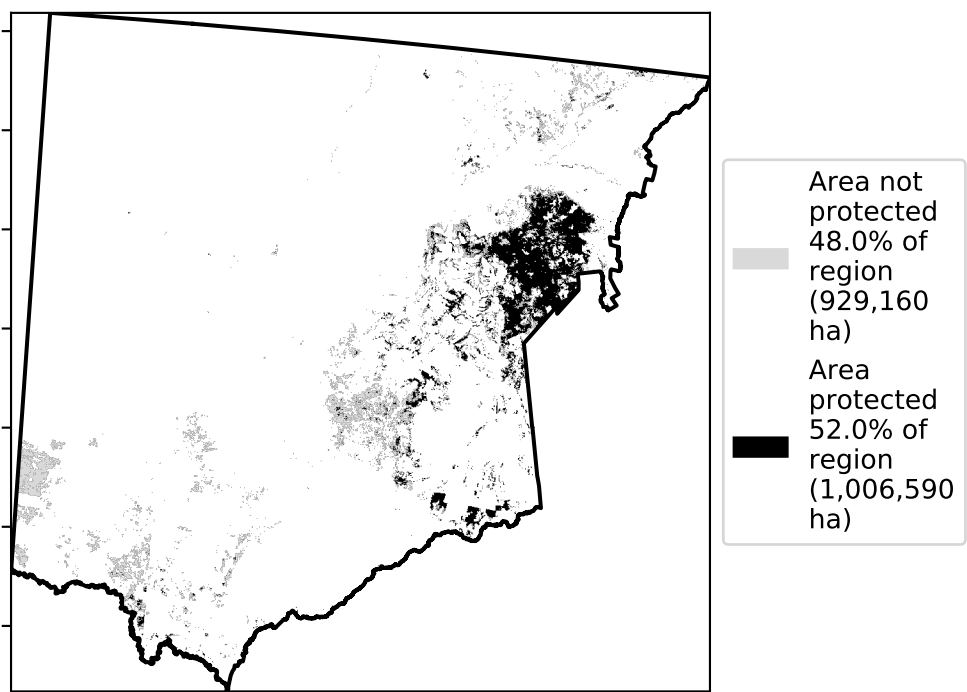 Area not
protected
48.0% of
region
(929,160
ha)
Area
protected
52.0% of
region
(1,006,590
ha)